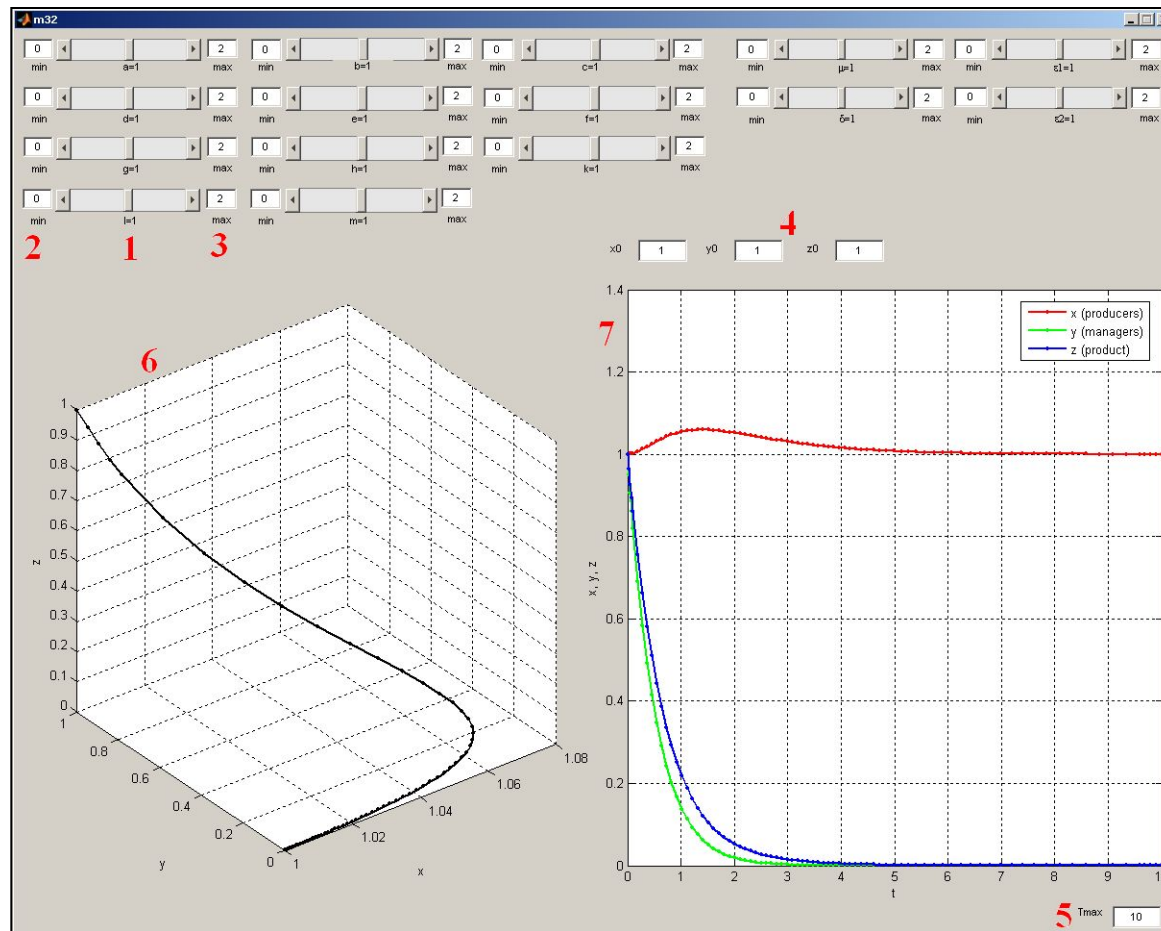 m32
0 2 0 2 0 2 0 2 0 2
min a=1 max min b=1 max min c=1 max min μ=1 max min ε1=1 max
0 2 0 2 0 2 0 2 0 2
min d=1 max min e=1 max min f=1 max min δ=1 max min ε2=1 max
0 2 0 2 0 2
min g=1 max min h=1 max min k=1 max
0 2 0 2
min l=1 max min m=1 max
2 1 3 4
x0 1 y0 1 z0 1
6
1
0.9
0.8
0.7
0.6
0.5
0.4
0.3
0.2
0.1
0
z
1
0.8
0.6
0.4
0.2
0
y
1
1.02
1.04
1.06
1.08
x
7
1.4
1.2
1
0.8
0.6
0.4
0.2
0
x, y, z
x (producers)
y (managers)
z (product)
0 1 2 3 4 5 6 7 8 9
t
5 Tmax 10